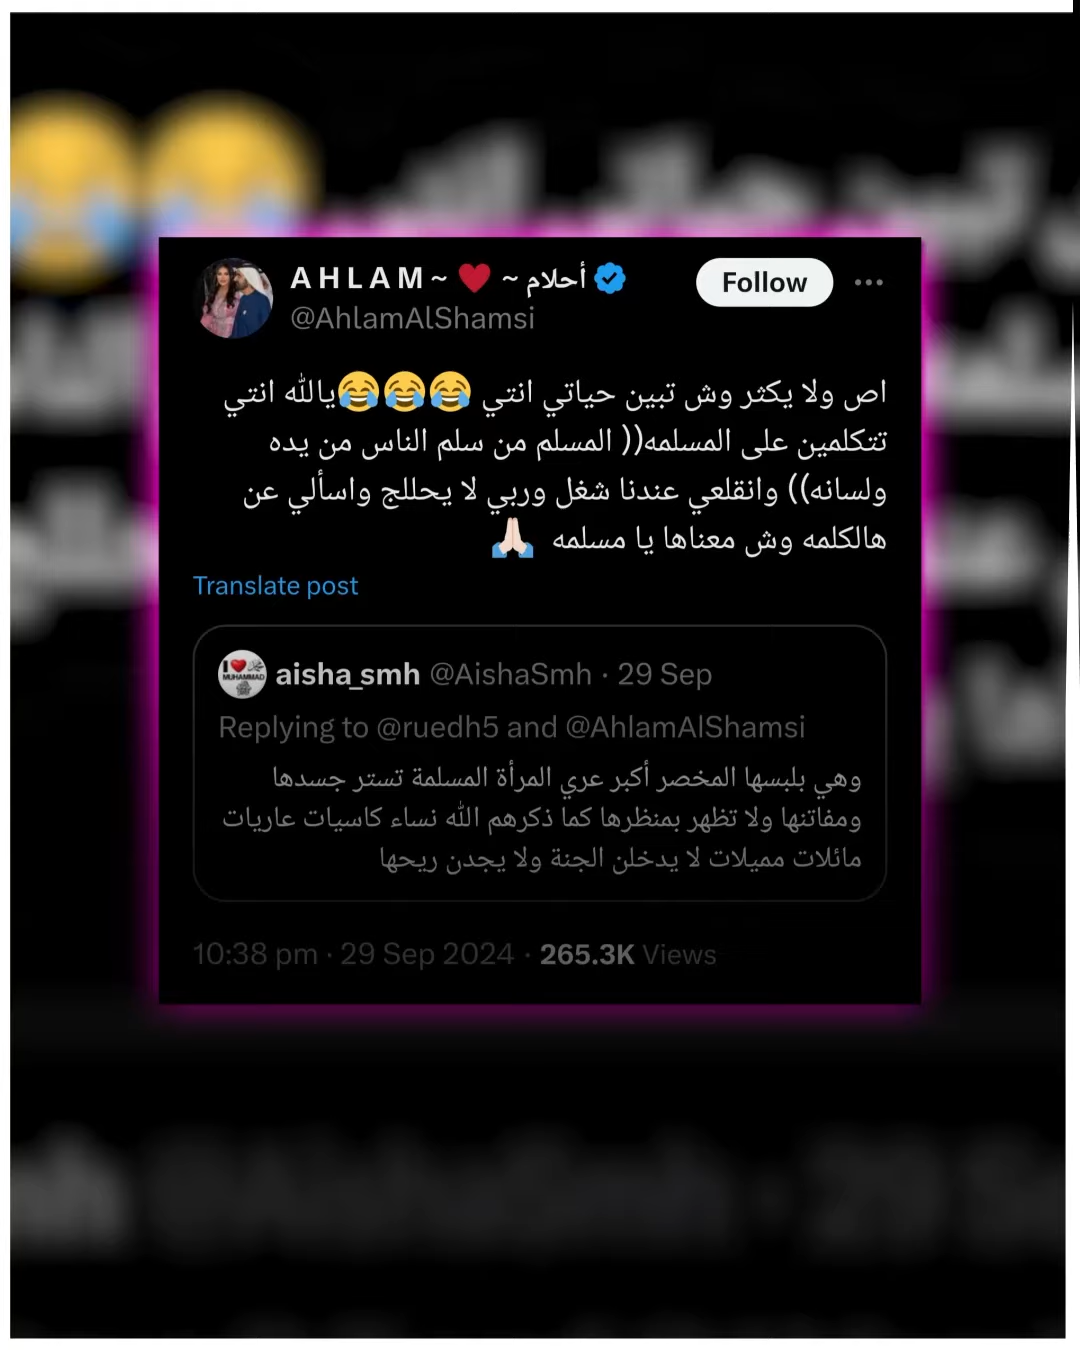 A H L A M ~ ❤️ ~ أحلام
Follow
@AhlamAlShamsi
اص ولا يكثر وش تبين حياتي انتي 😂😂😂يالله انتي
تتكلمين على المسلمه(( المسلم من سلم الناس من يده
ولسانه)) وانقلعي عندنا شغل وربي لا يحللج واسألي عن
هالكلمه وش معناها يا مسلمه 🙏🏻
Translate post
I ❤️ MUHAMMAD
aisha_smh @AishaSmh · 29 Sep
Replying to @ruedh5 and @AhlamAlShamsi
وهي بلبسها المخصر أكبر عري المرأة المسلمة تستر جسدها
ومفاتنها ولا تظهر بمنظرها كما ذكرهم الله نساء كاسيات عاريات
مائلات مميلات لا يدخلن الجنة ولا يجدن ريحها
10:38 pm · 29 Sep 2024 · 265.3K Views